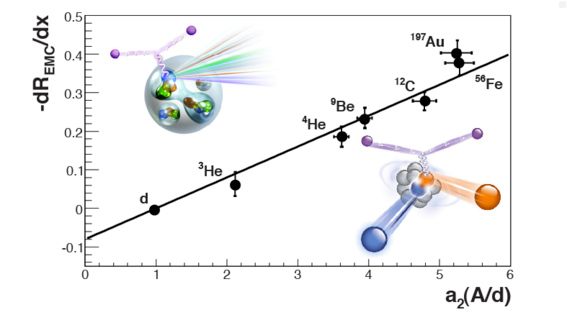 0.5
0.4
0.3
0.2
0.1
0
-0.1
-dR_EMC/dx
¹⁹⁷Au
⁵⁶Fe
¹²C
⁹Be
⁴He
³He
d
0 1 2 3 4 5 6
a₂(A/d)